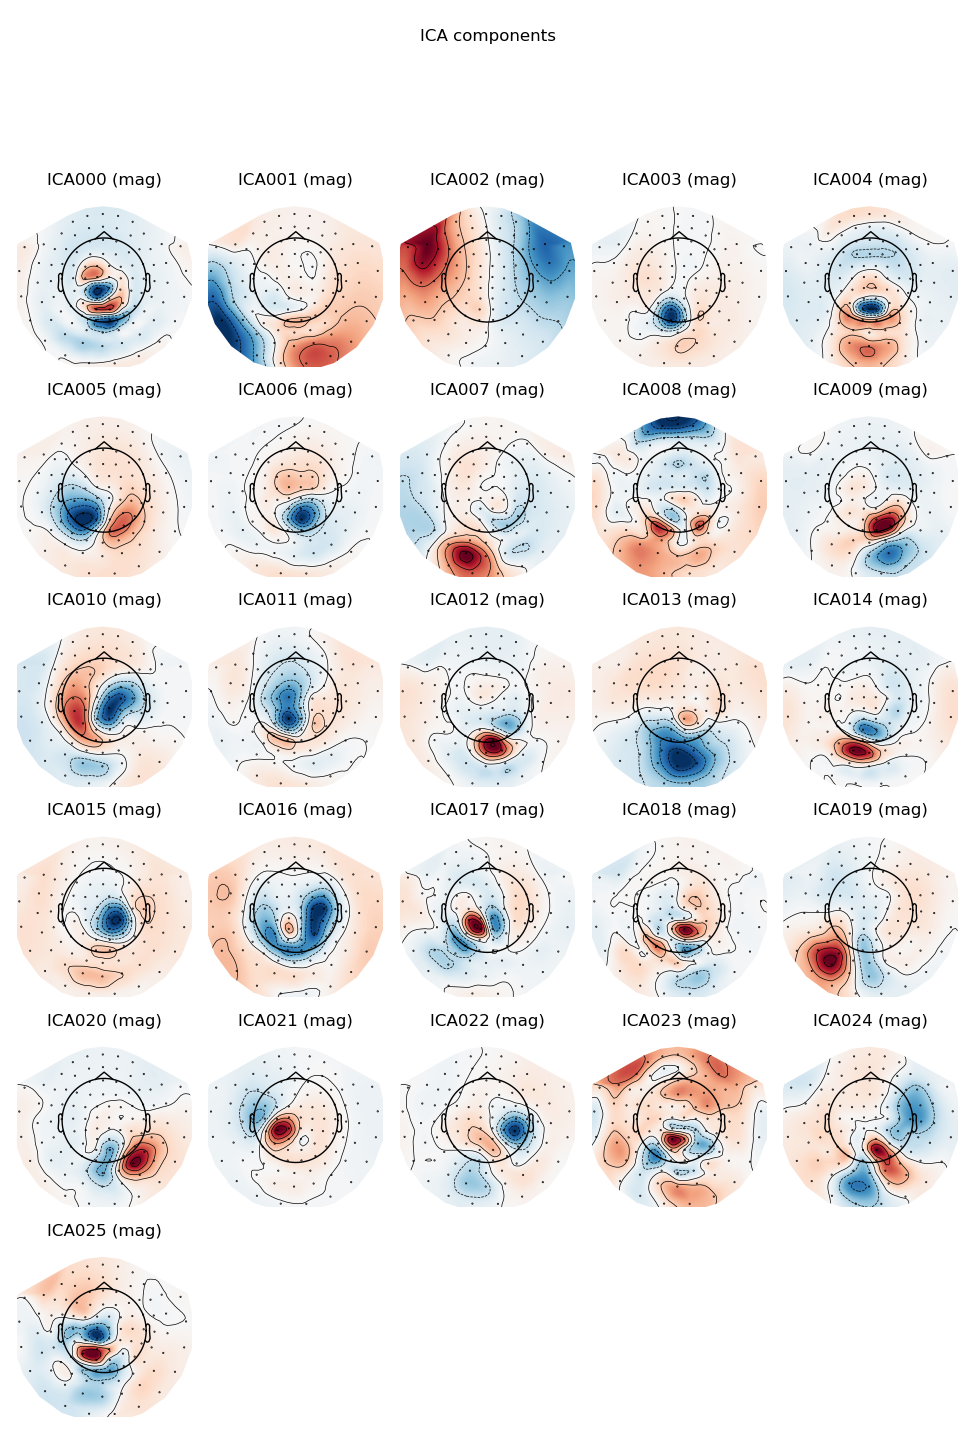 ICA components
ICA000 (mag) ICA001 (mag) ICA002 (mag) ICA003 (mag) ICA004 (mag)
ICA005 (mag) ICA006 (mag) ICA007 (mag) ICA008 (mag) ICA009 (mag)
ICA010 (mag) ICA011 (mag) ICA012 (mag) ICA013 (mag) ICA014 (mag)
ICA015 (mag) ICA016 (mag) ICA017 (mag) ICA018 (mag) ICA019 (mag)
ICA020 (mag) ICA021 (mag) ICA022 (mag) ICA023 (mag) ICA024 (mag)
ICA025 (mag)